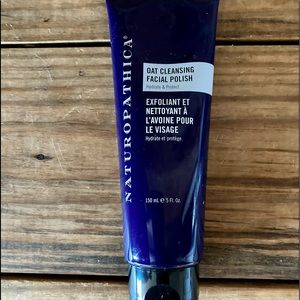 NATUROPATHICA®
OAT CLEANSING
FACIAL POLISH
Hydrate & Protect
EXFOLIANT ET
NETTOYANT À
L'AVOINE POUR
LE VISAGE
Hydrate et protège
150 mL ℮ 5 Fl. Oz.